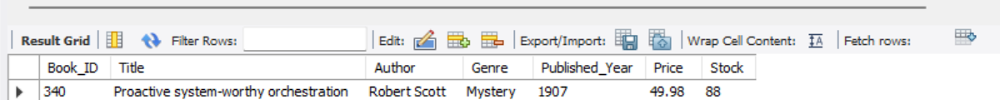 Result Grid Filter Rows: Edit: Export/Import: Wrap Cell Content: IA Fetch rows:
Book_ID Title Author Genre Published_Year Price Stock
340 Proactive system-worthy orchestration Robert Scott Mystery 1907 49.98 88